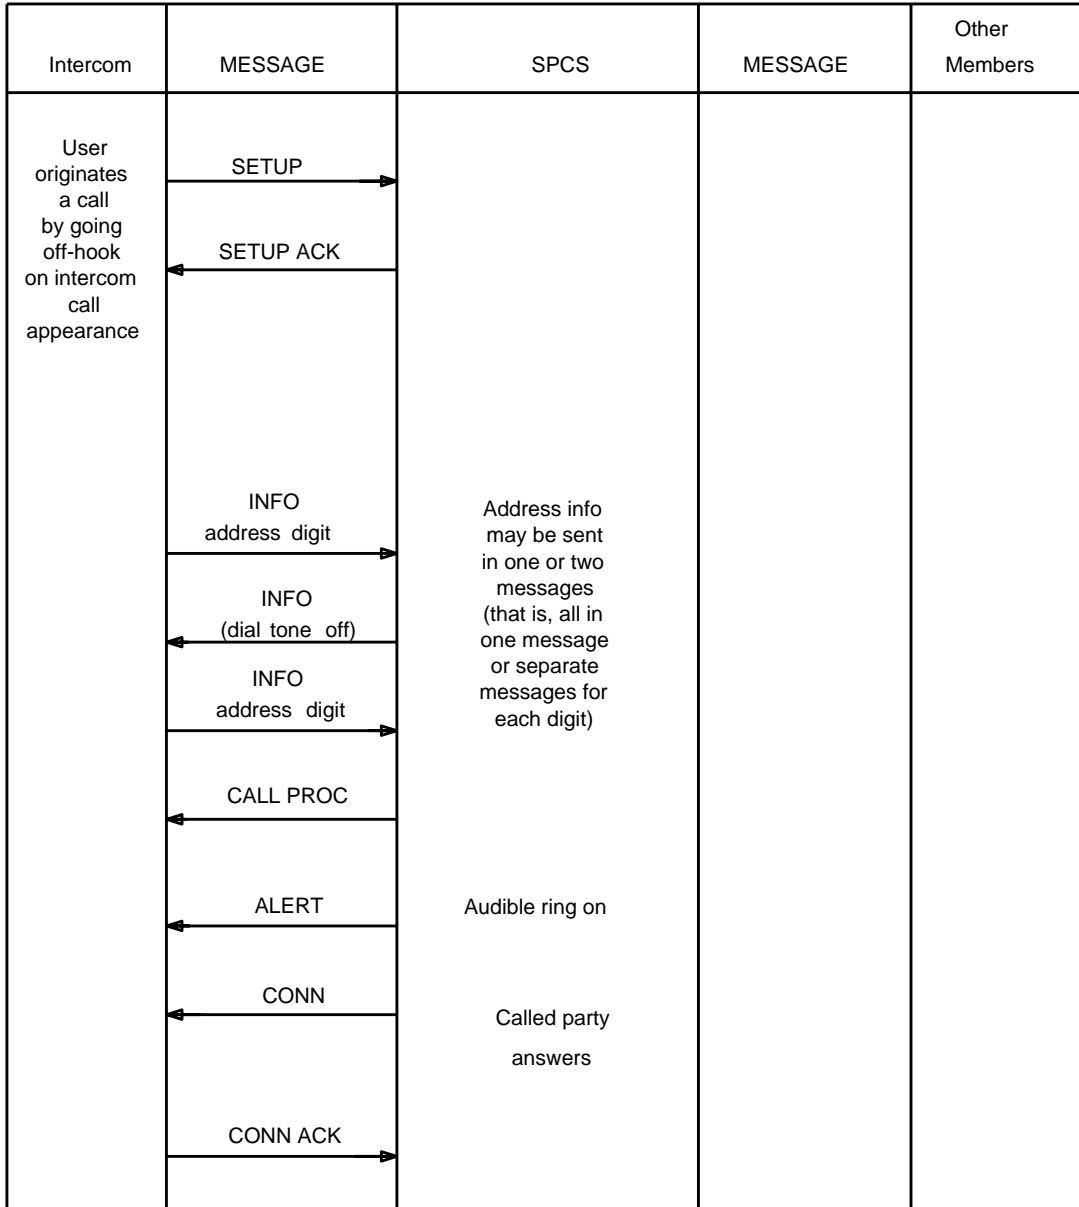 Other
Intercom MESSAGE SPCS MESSAGE Members
User
originates
a call
by going
off-hook
on intercom
call
appearance
SETUP
SETUP ACK
INFO
address digit
INFO
(dial tone off)
INFO
address digit
Address info
may be sent
in one or two
messages
(that is, all in
one message
or separate
messages for
each digit)
CALL PROC
ALERT
Audible ring on
CONN
Called party
answers
CONN ACK